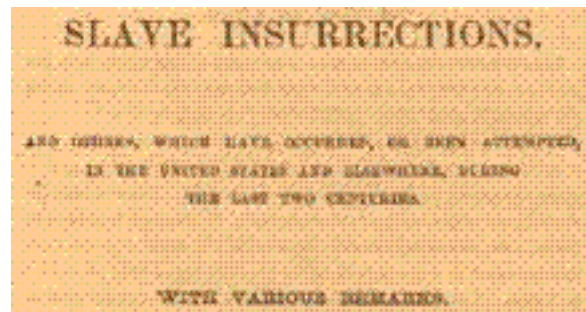 SLAVE INSURRECTIONS,
AND OTHERS, WHICH HAVE OCCURRED, OR BEEN ATTEMPTED,
IN THE UNITED STATES AND ELSEWHERE, DURING
THE LAST TWO CENTURIES.
WITH VARIOUS REMARKS.